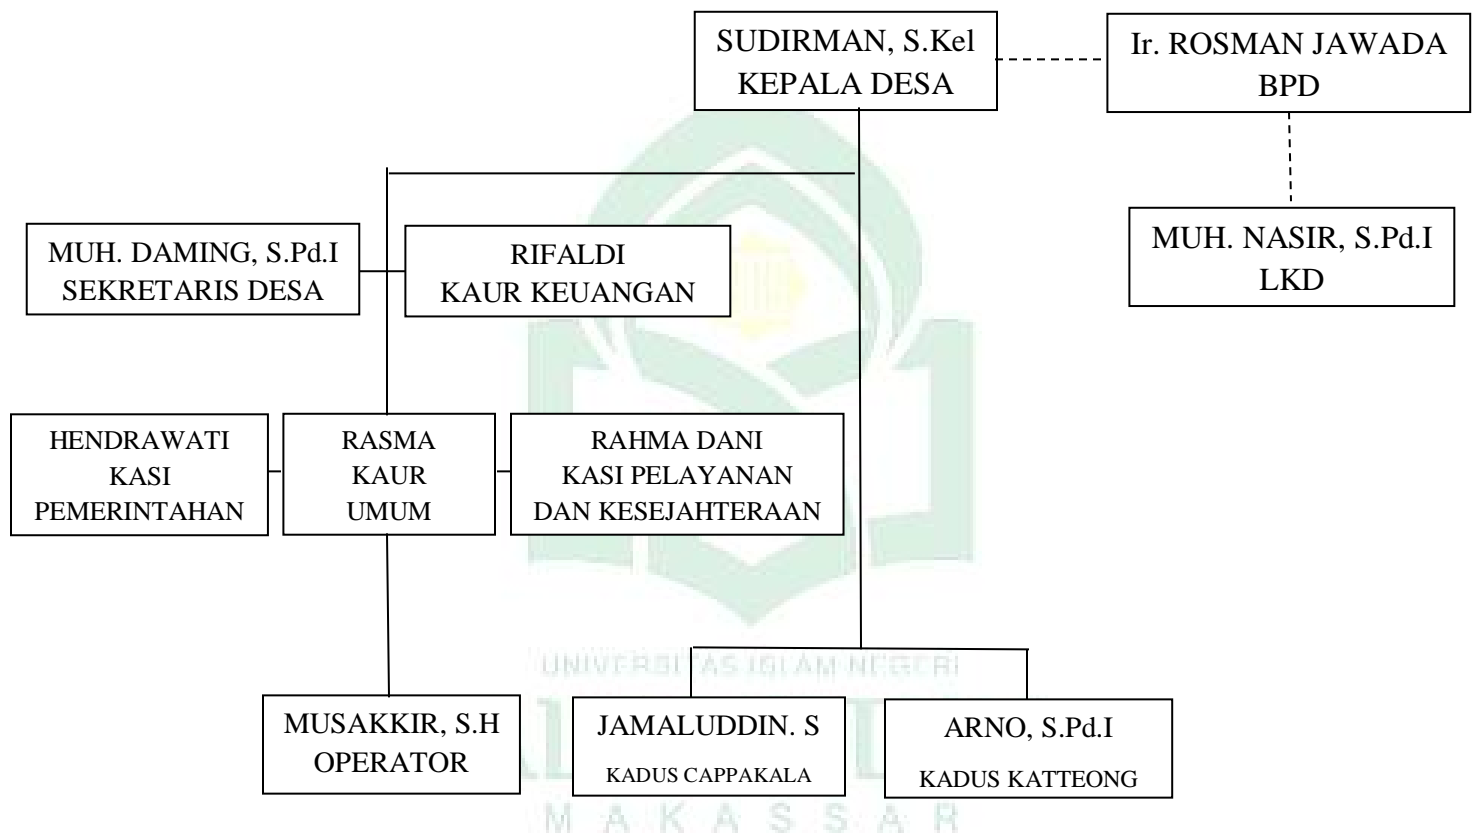 SUDIRMAN, S.Kel
KEPALA DESA
Ir. ROSMAN JAWADA
BPD
MUH. DAMING, S.Pd.I
SEKRETARIS DESA
RIFALDI
KAUR KEUANGAN
MUH. NASIR, S.Pd.I
LKD
HENDRAWATI
KASI
PEMERINTAHAN
RASMA
KAUR
UMUM
RAHMA DANI
KASI PELAYANAN
DAN KESEJAHTERAAN
UNIVERSITAS ISLAM NEGERI
MUSAKKIR, S.H
OPERATOR
JAMALUDDIN. S
KADUS CAPPAKALA
ARNO, S.Pd.I
KADUS KATTEONG
MAKASSAR